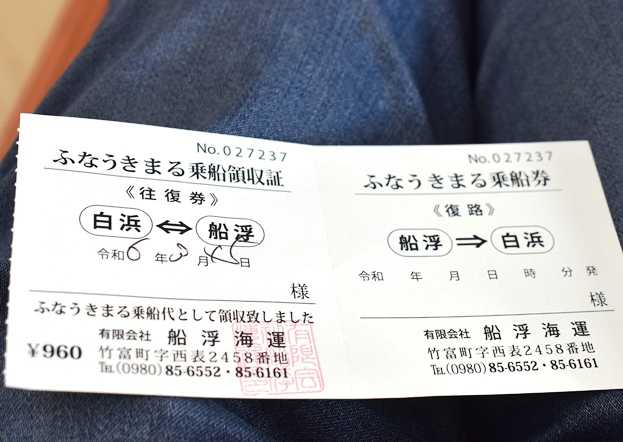 No.027237
ふなうきまる乗船領収証
《往復券》
白浜 ⇔ 船浮
令和6年3月 日
様
ふなうきまる乗船代として領収致しました
有限会社 船浮海運
¥960 竹富町字西表2458番地
TEL(0980)85-6552・85-6161
No.027237
ふなうきまる乗船券
《復路》
船浮 ⇒ 白浜
令和 年 月 日 時 分 発
様
有限会社 船浮海運
竹富町字西表2458番地
TEL(0980)85-6552・85-6161